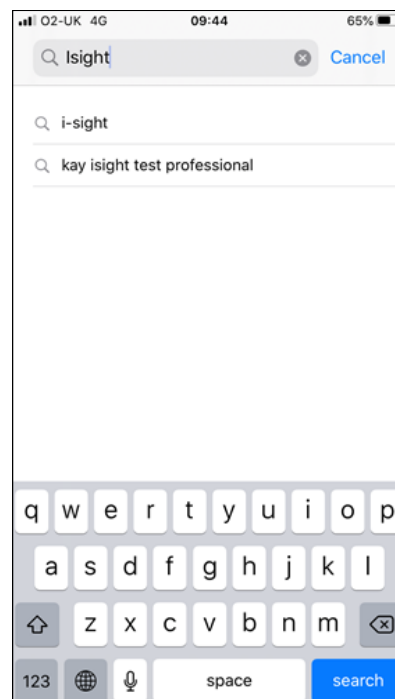 O2-UK 4G 09:44 65%
Isight Cancel
i-sight
kay isight test professional
q w e r t y u i o p
a s d f g h j k l
z x c v b n m
123 space search